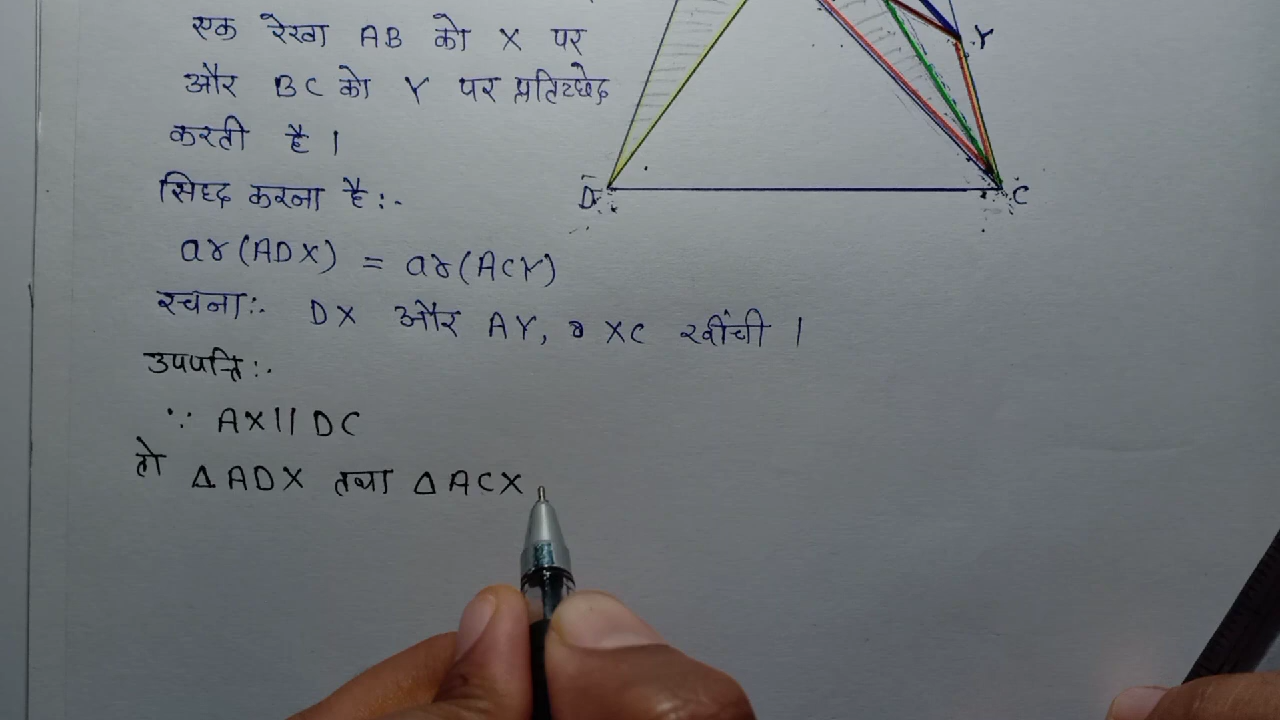 एक रेखा AB को X पर
और BC को Y पर प्रतिच्छेद
करती है ।
सिध्द करना है:-
ar(ADX) = ar(ACY)
रचना:- DX और AY, व XC खींची ।
उपपत्ति:-
∵ AX॥DC
तो ΔADX तथा ΔACX
Y
D
C